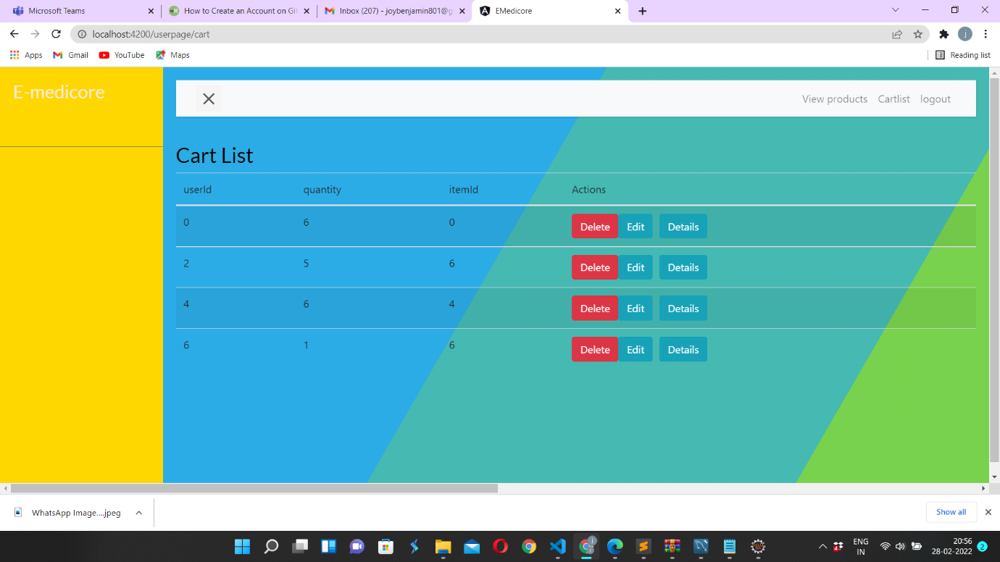 Microsoft Teams
How to Create an Account on Git
Inbox (207) - joybenjamin801@g
EMedicore
localhost:4200/userpage/cart
j
Apps
Gmail
YouTube
Maps
Reading list
E-medicore
View products
Cartlist
logout
Cart List
userId quantity itemId Actions
0 6 0 Delete Edit Details
2 5 6 Delete Edit Details
4 6 4 Delete Edit Details
6 1 6 Delete Edit Details
WhatsApp Image....jpeg
Show all
ENG
IN
20:56
28-02-2022
2